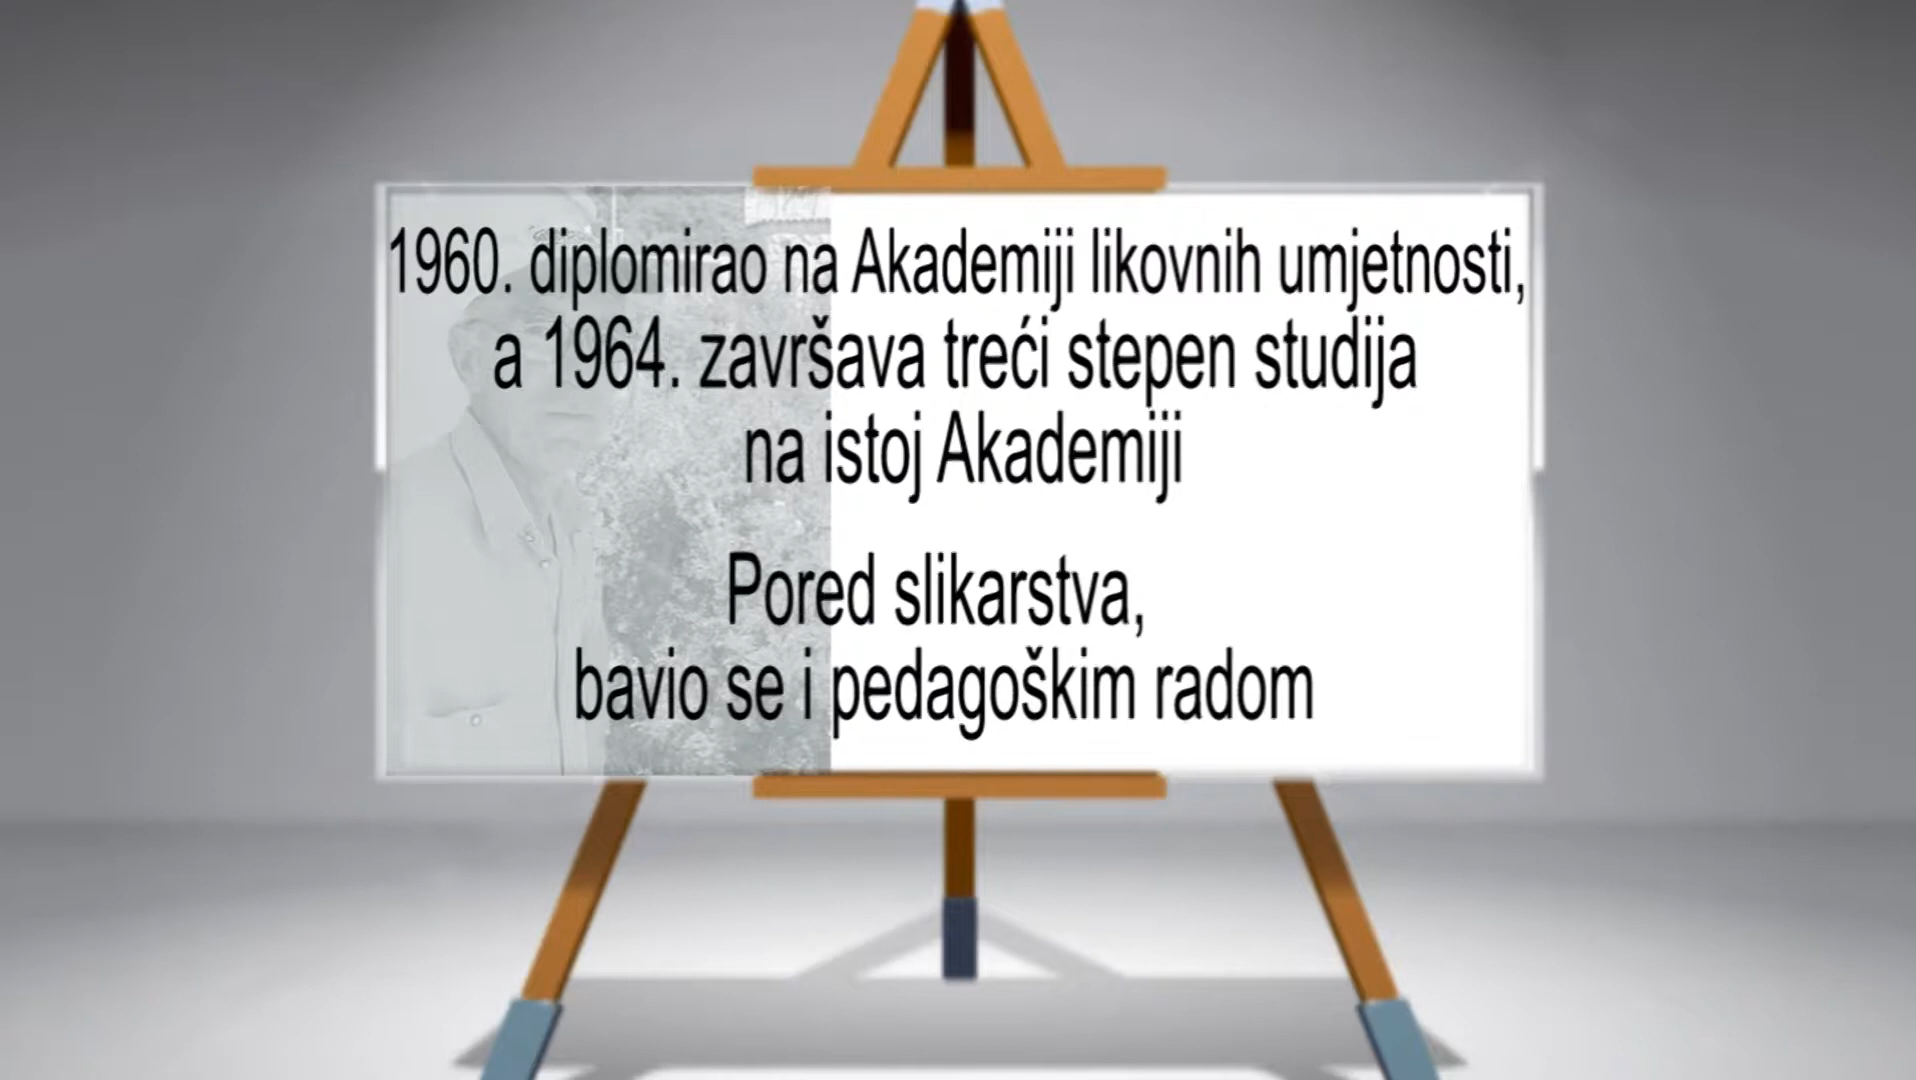 1960. diplomirao na Akademiji likovnih umjetnosti,
a 1964. završava treći stepen studija
na istoj Akademiji
Pored slikarstva,
bavio se i pedagoškim radom